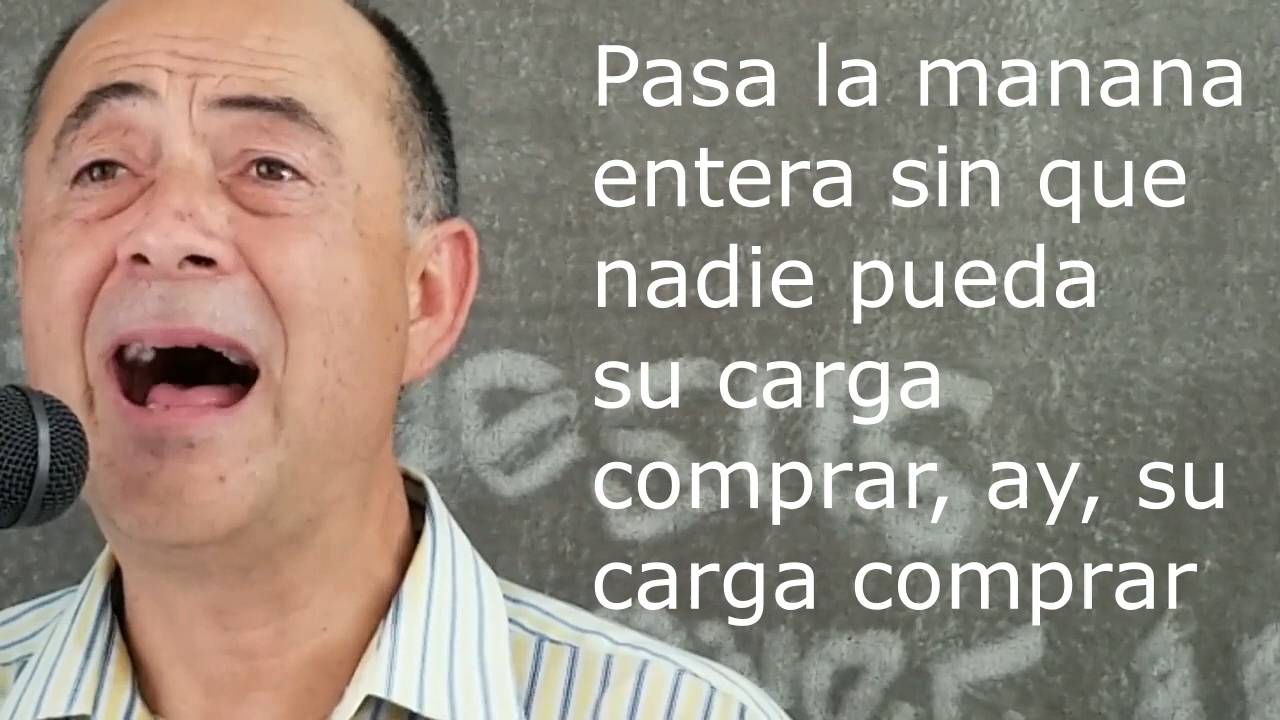 Pasa la manana
entera sin que
nadie pueda
su carga
comprar, ay, su
carga comprar